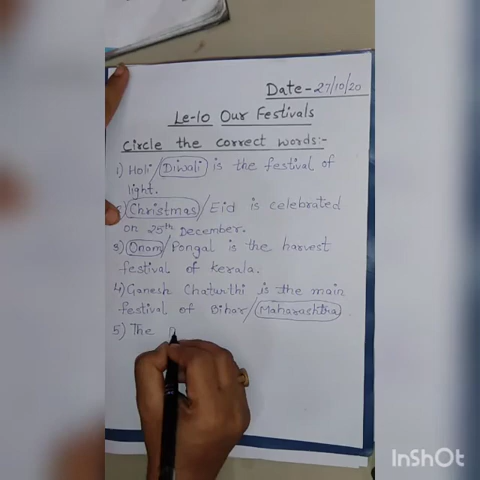 Date-27/10/20
Le-10 Our Festivals
Circle the correct words:-
1) Holi/Diwali is the festival of
light.
2) Christmas/Eid is celebrated
on 25th December.
3) Onam/Pongal is the harvest
festival of kerala.
4) Ganesh Chaturthi is the main
festival of Bihar/Maharashtra
5) The
InShOt